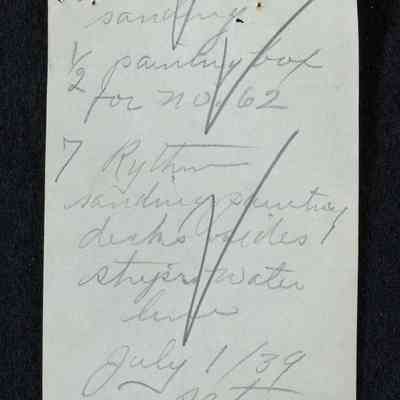 sanding
1/2 painting box
for no. 62
7 Rythm
sanding painting
decks sides
stripe water
line
July 1/39